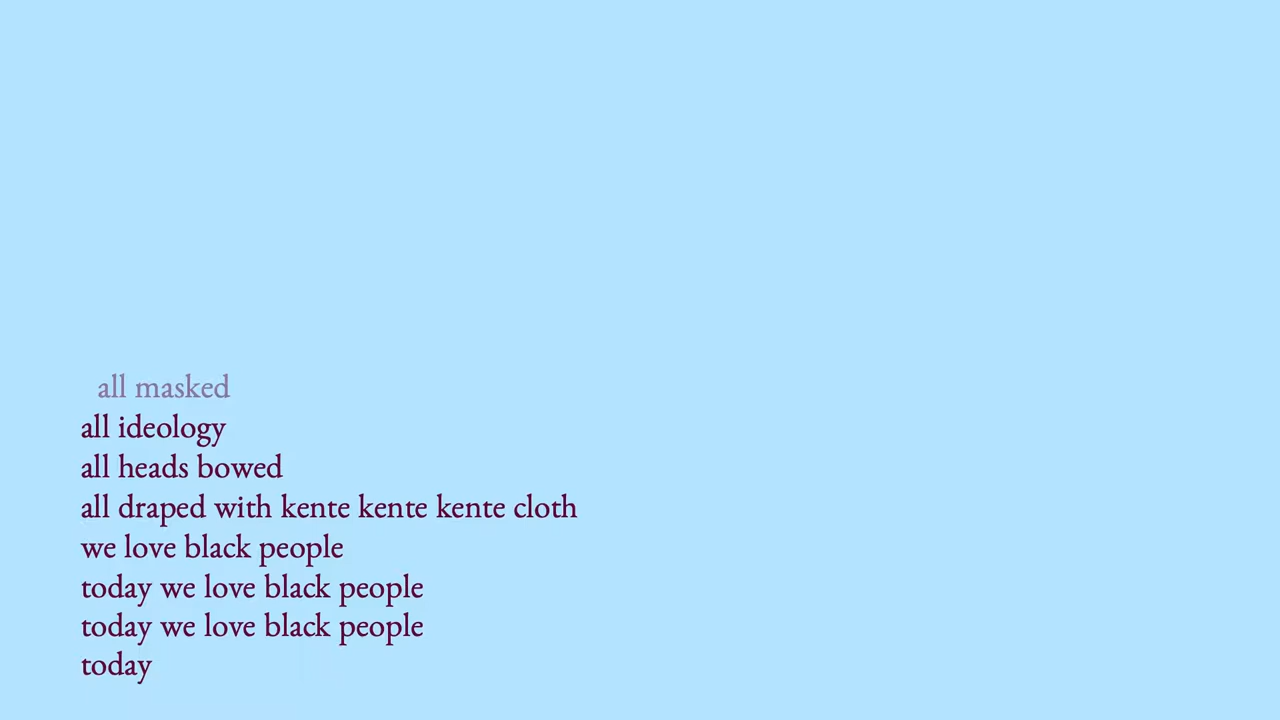 all masked
all ideology
all heads bowed
all draped with kente kente kente cloth
we love black people
today we love black people
today we love black people
today